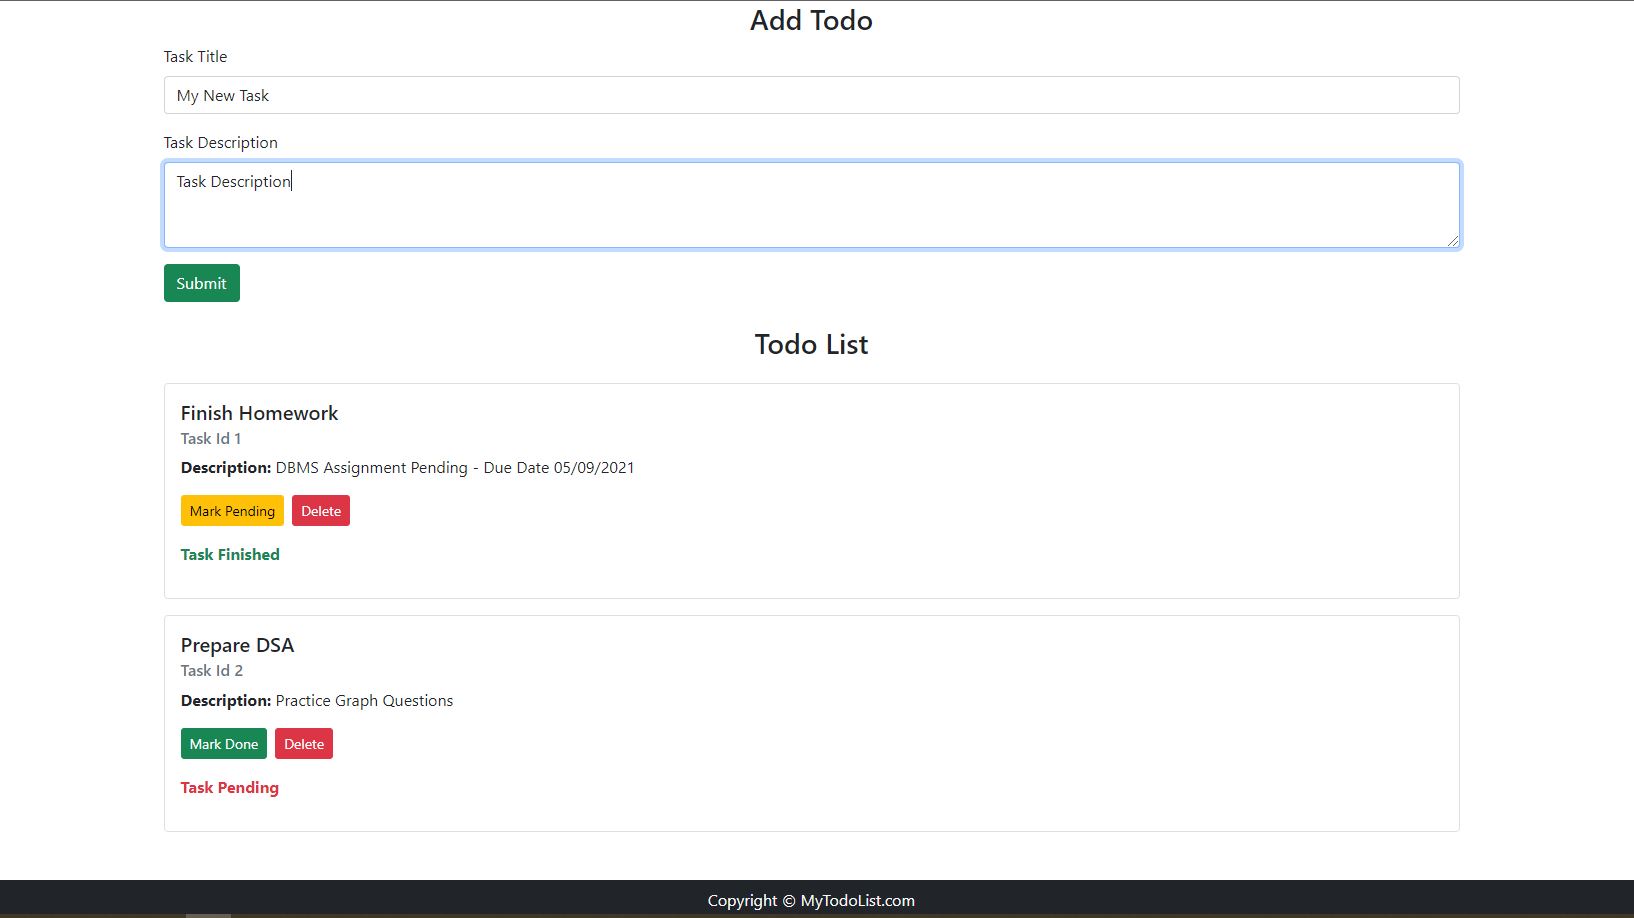 Add Todo
Task Title
My New Task
Task Description
Task Description
Submit
Todo List
Finish Homework
Task Id 1
Description: DBMS Assignment Pending - Due Date 05/09/2021
Mark Pending Delete
Task Finished
Prepare DSA
Task Id 2
Description: Practice Graph Questions
Mark Done Delete
Task Pending
Copyright © MyTodoList.com